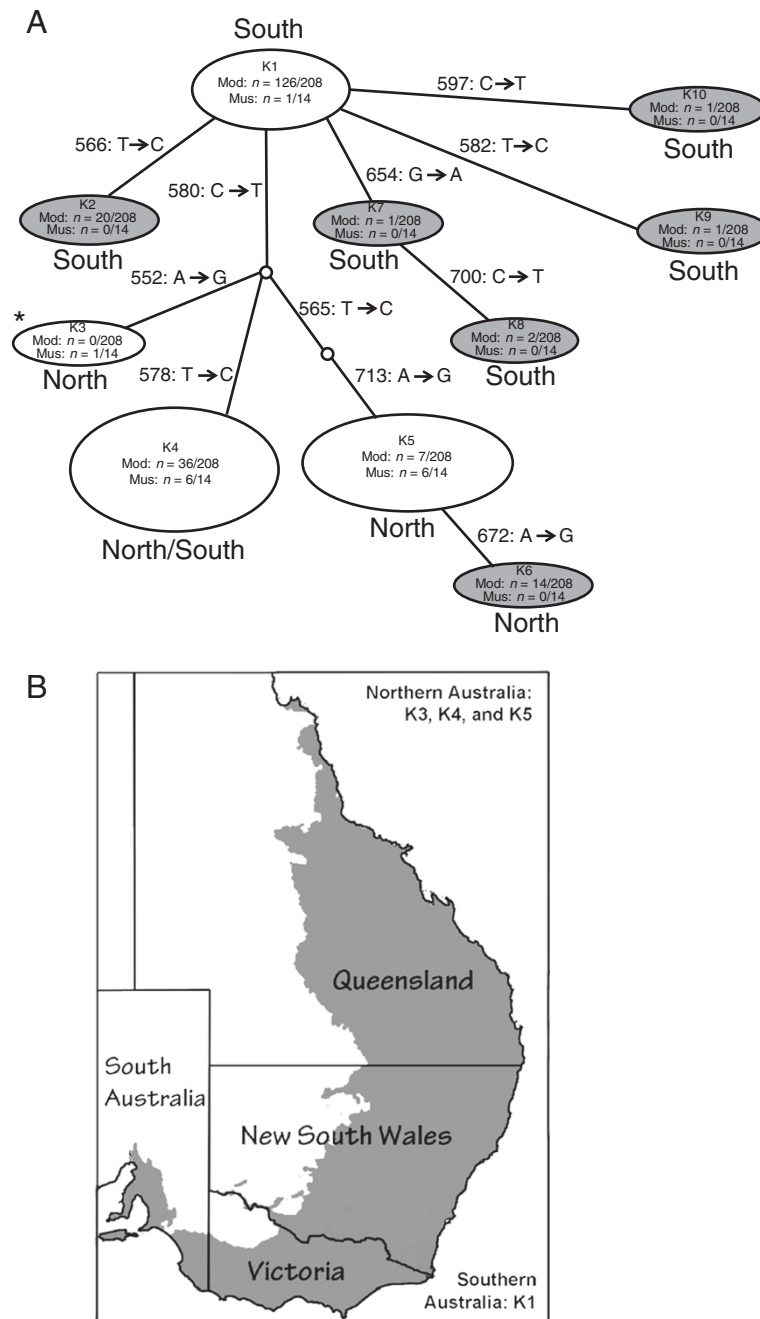 A
South
K1
Mod: n = 126/208
Mus: n = 1/14
597: C→T
K10
Mod: n = 1/208
Mus: n = 0/14
South
566: T→C
580: C→T
654: G→A
582: T→C
K2
Mod: n = 20/208
Mus: n = 0/14
South
K7
Mod: n = 1/208
Mus: n = 0/14
South
K9
Mod: n = 1/208
Mus: n = 0/14
South
552: A→G
565: T→C
700: C→T
*
K3
Mod: n = 0/208
Mus: n = 1/14
North
K8
Mod: n = 2/208
Mus: n = 0/14
South
578: T→C
713: A→G
K4
Mod: n = 36/208
Mus: n = 6/14
North/South
K5
Mod: n = 7/208
Mus: n = 6/14
North
672: A→G
K6
Mod: n = 14/208
Mus: n = 0/14
North
B
Northern Australia:
K3, K4, and K5
Queensland
South
Australia
New South Wales
Victoria
Southern
Australia: K1